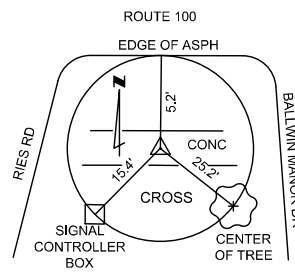 ROUTE 100
EDGE OF ASPH
N
5.2'
RIES RD
CONC
BALLWIN MANOR DR
15.4'
25.2'
CROSS
SIGNAL
CONTROLLER
BOX
CENTER
OF TREE